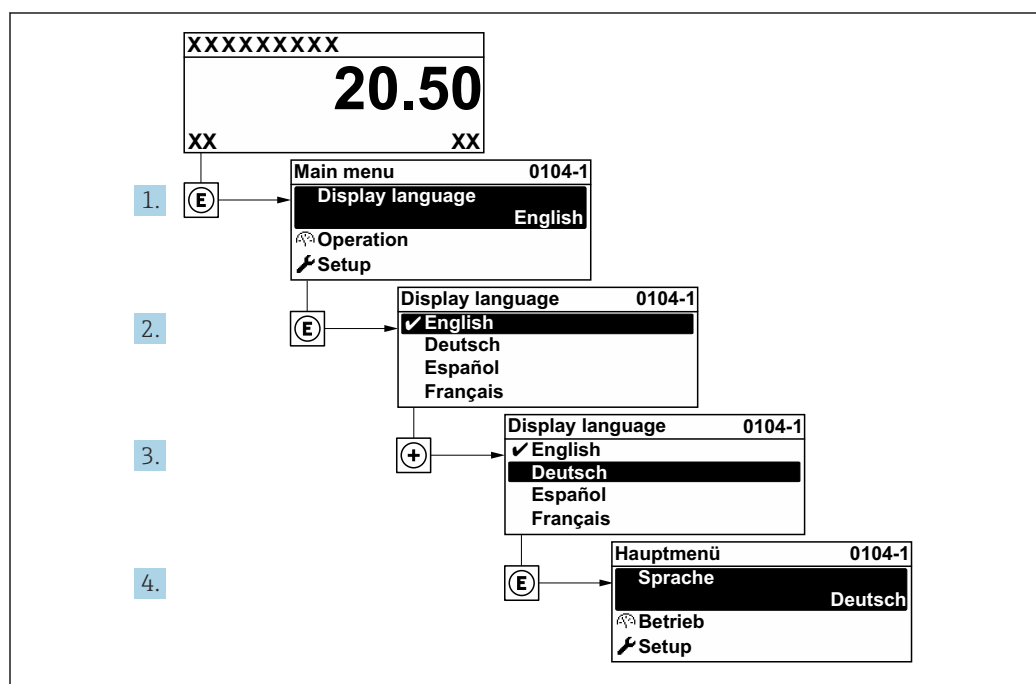 XXXXXXXXX
20.50
XX XX
1. E
Main menu 0104-1
Display language
English
Operation
Setup
2. E
Display language 0104-1
✔English
Deutsch
Español
Français
3. +
Display language 0104-1
✔English
Deutsch
Español
Français
4. E
Hauptmenü 0104-1
Sprache
Deutsch
Betrieb
Setup